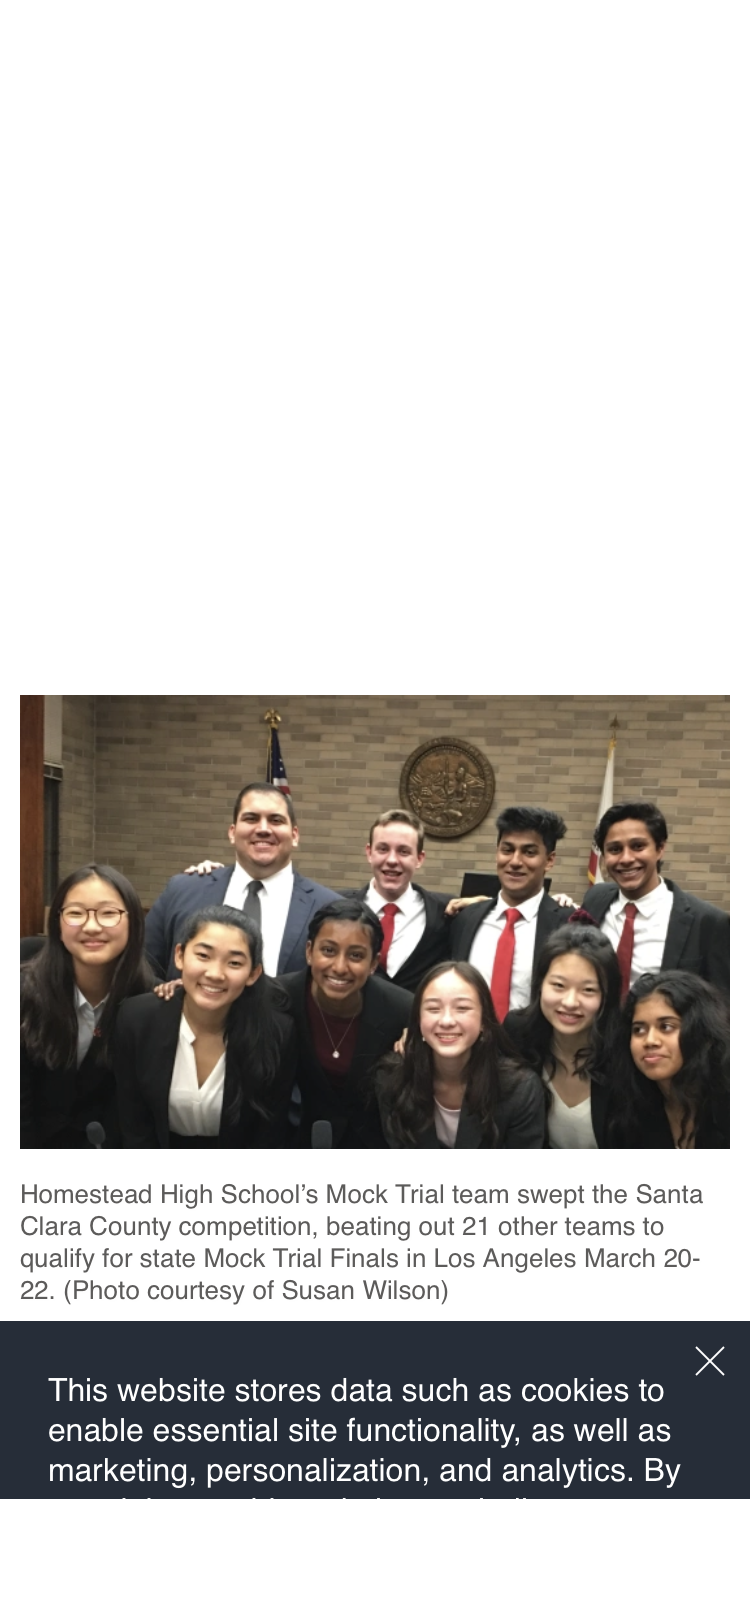 Homestead High School’s Mock Trial team swept the Santa
Clara County competition, beating out 21 other teams to
qualify for state Mock Trial Finals in Los Angeles March 20-
22. (Photo courtesy of Susan Wilson)
This website stores data such as cookies to
enable essential site functionality, as well as
marketing, personalization, and analytics. By